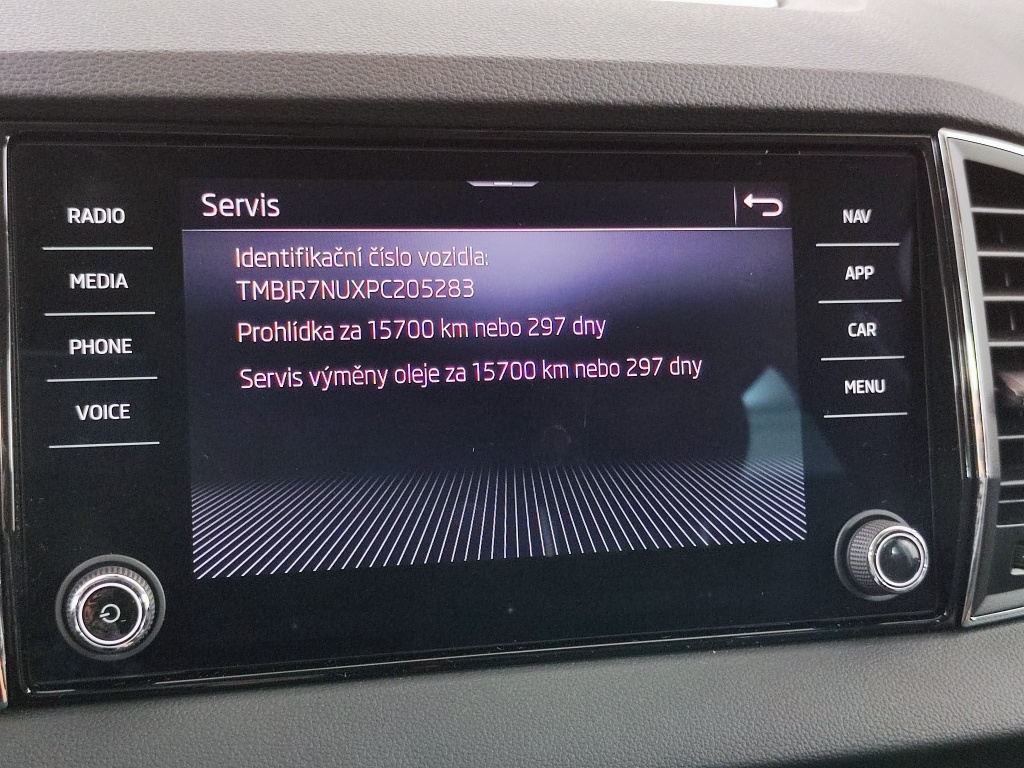 Servis
RADIO
MEDIA
PHONE
VOICE
Identifikační číslo vozidla:
TMBJR7NUXPC205283
Prohlídka za 15700 km nebo 297 dny
Servis výměny oleje za 15700 km nebo 297 dny
NAV
APP
CAR
MENU